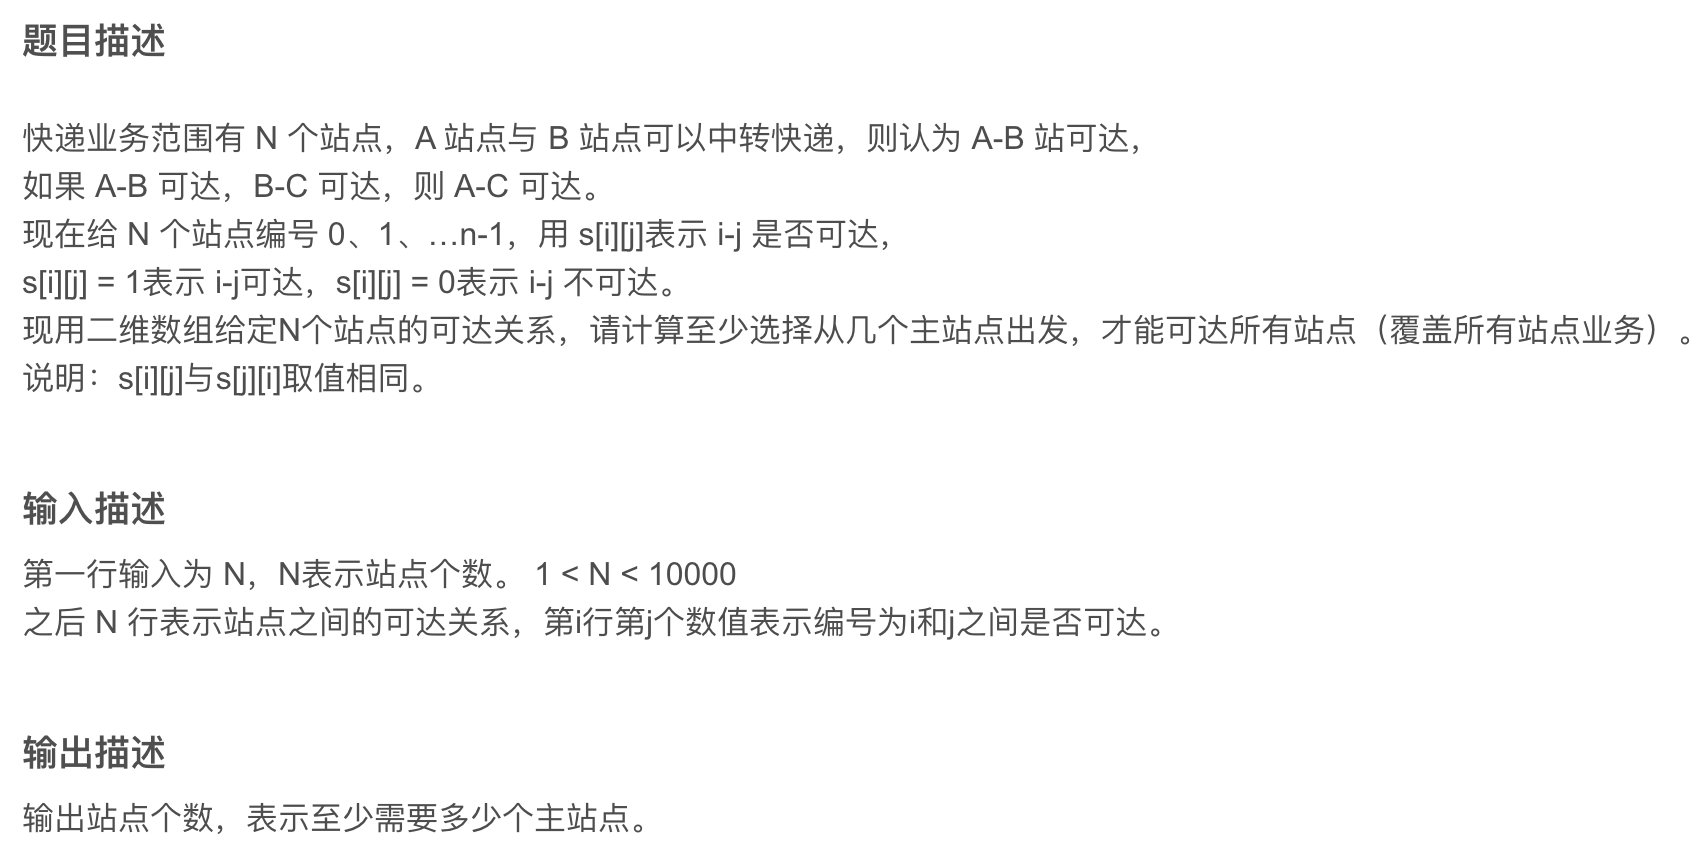 题目描述
快递业务范围有 N 个站点，A 站点与 B 站点可以中转快递，则认为 A-B 站可达，
如果 A-B 可达，B-C 可达，则 A-C 可达。
现在给 N 个站点编号 0、1、…n-1，用 s[i][j]表示 i-j 是否可达，
s[i][j] = 1表示 i-j可达，s[i][j] = 0表示 i-j 不可达。
现用二维数组给定N个站点的可达关系，请计算至少选择从几个主站点出发，才能可达所有站点（覆盖所有站点业务）。
说明：s[i][j]与s[j][i]取值相同。
输入描述
第一行输入为 N，N表示站点个数。 1 < N < 10000
之后 N 行表示站点之间的可达关系，第i行第j个数值表示编号为i和j之间是否可达。
输出描述
输出站点个数，表示至少需要多少个主站点。